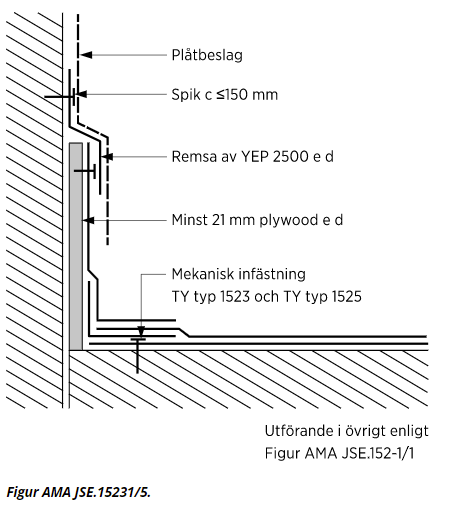 Plåtbeslag
Spik c ≤150 mm
Remsa av YEP 2500 e d
Minst 21 mm plywood e d
Mekanisk infästning
TY typ 1523 och TY typ 1525
Utförande i övrigt enligt
Figur AMA JSE.152-1/1
Figur AMA JSE.15231/5.